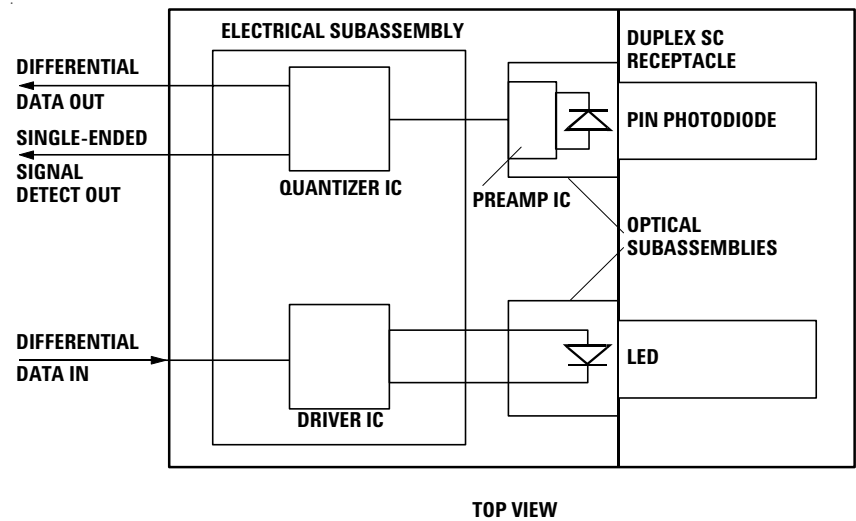 ELECTRICAL SUBASSEMBLY
DUPLEX SC
RECEPTACLE
DIFFERENTIAL
DATA OUT
SINGLE-ENDED
SIGNAL
DETECT OUT
QUANTIZER IC
PREAMP IC
PIN PHOTODIODE
OPTICAL
SUBASSEMBLIES
DIFFERENTIAL
DATA IN
DRIVER IC
LED
TOP VIEW